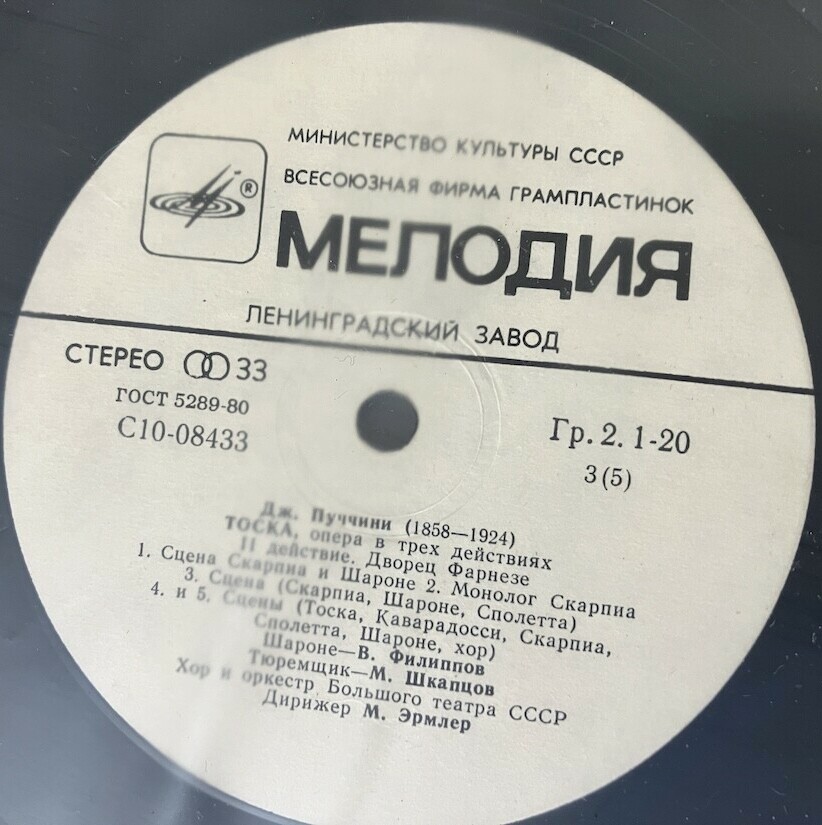 МИНИСТЕРСТВО КУЛЬТУРЫ СССР
ВСЕСОЮЗНАЯ ФИРМА ГРАМПЛАСТИНОК
®
МЕЛОДИЯ
ЛЕНИНГРАДСКИЙ ЗАВОД
СТЕРЕО 33
ГОСТ 5289-80
С10-08433
Гр. 2. 1-20
3 (5)
Дж. Пуччини (1858—1924)
ТОСКА, опера в трех действиях
II действие. Дворец Фарнезе
1. Сцена Скарпиа и Шароне 2. Монолог Скарпиа
3. Сцена (Скарпиа, Шароне, Сполетта)
4. и 5. Сцены (Тоска, Каварадосси, Скарпиа,
Сполетта, Шароне, хор)
Шароне—В. Филиппов
Тюремщик—М. Шкапцов
Хор и оркестр Большого театра СССР
Дирижер М. Эрмлер